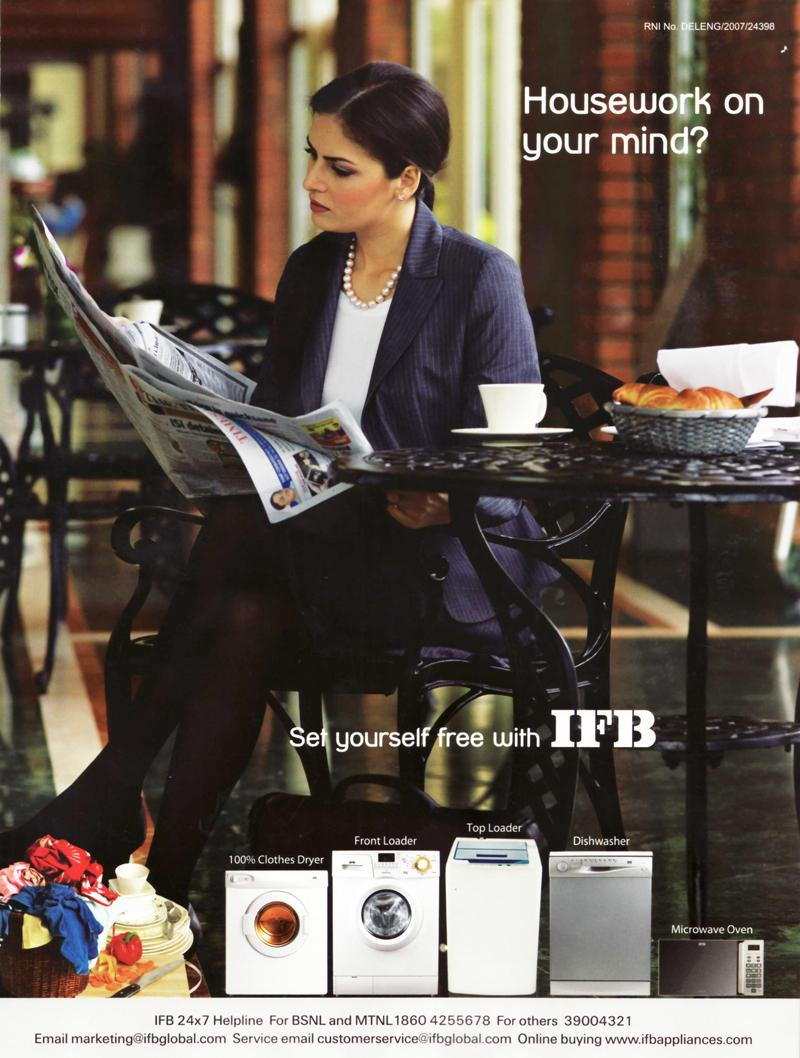 RNI No. DELENG/2007/24398
Housework on
your mind?
ISI
TIME
Set yourself free with IFB
Top Loader
Front Loader
Dishwasher
100% Clothes Dryer
Microwave Oven
IFB 24x7 Helpline For BSNL and MTNL 1860 4255678 For others 39004321
Email marketing@ifbglobal.com Service email customerservice@ifbglobal.com Online buying www.ifbappliances.com